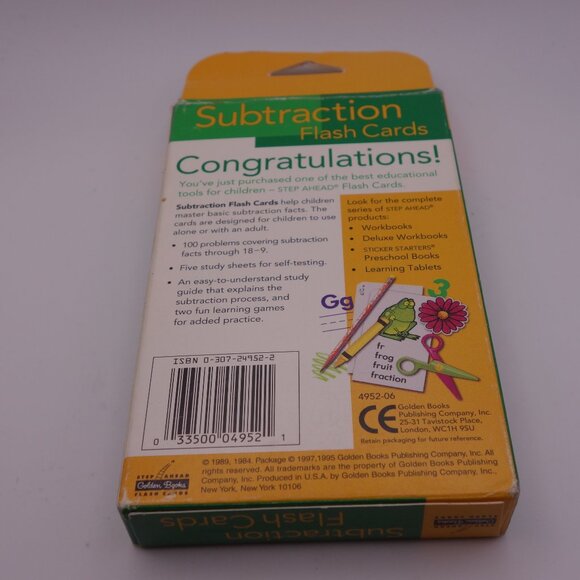 Subtraction
Flash Cards
Congratulations!
You've just purchased one of the best educational
tools for children – STEP AHEAD® Flash Cards.
Subtraction Flash Cards help children
master basic subtraction facts. The
cards are designed for children to use
alone or with an adult.
• 100 problems covering subtraction
facts through 18–9.
• Five study sheets for self-testing.
• An easy-to-understand study
guide that explains the
subtraction process, and
two fun learning games
for added practice.
Look for the complete
series of STEP AHEAD®
products:
• Workbooks
• Deluxe Workbooks
• STICKER STARTERS®
Preschool Books
• Learning Tablets
Gg
3
fr
frog
fruit
fraction
ISBN 0-307-24952-2
0 33500 04952 1
4952-06
CE
Golden Books
Publishing Company, Inc.
25-31 Tavistock Place,
London, WC1H 9SU
Retain packaging for future reference.
STEP AHEAD
Golden Books
FLASH CARDS
© 1989, 1984. Package © 1997, 1995 Golden Books Publishing Company, Inc. All
rights reserved. All trademarks are the property of Golden Books Publishing
Company, Inc. Produced in U.S.A. by Golden Books Publishing Company, Inc.,
New York, New York 10106
Subtraction
Flash Cards